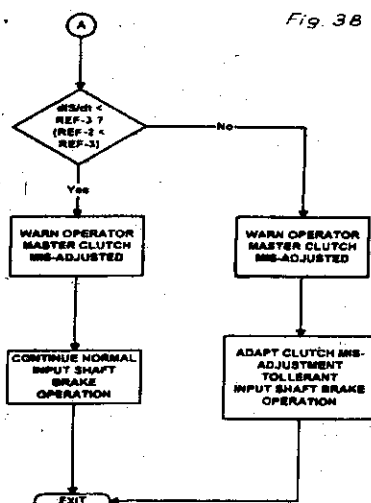 Fig. 3B
A
dIS/dt <
REF-3 ?
(REF-2 <
REF-3)
No
Yes
WARN OPERATOR
MASTER CLUTCH
MIS-ADJUSTED
WARN OPERATOR
MASTER CLUTCH
MIS-ADJUSTED
CONTINUE NORMAL
INPUT SHAFT
BRAKE
OPERATION
ADAPT CLUTCH MIS-
ADJUSTMENT
TOLLERANT
INPUT SHAFT BRAKE
OPERATION
EXIT